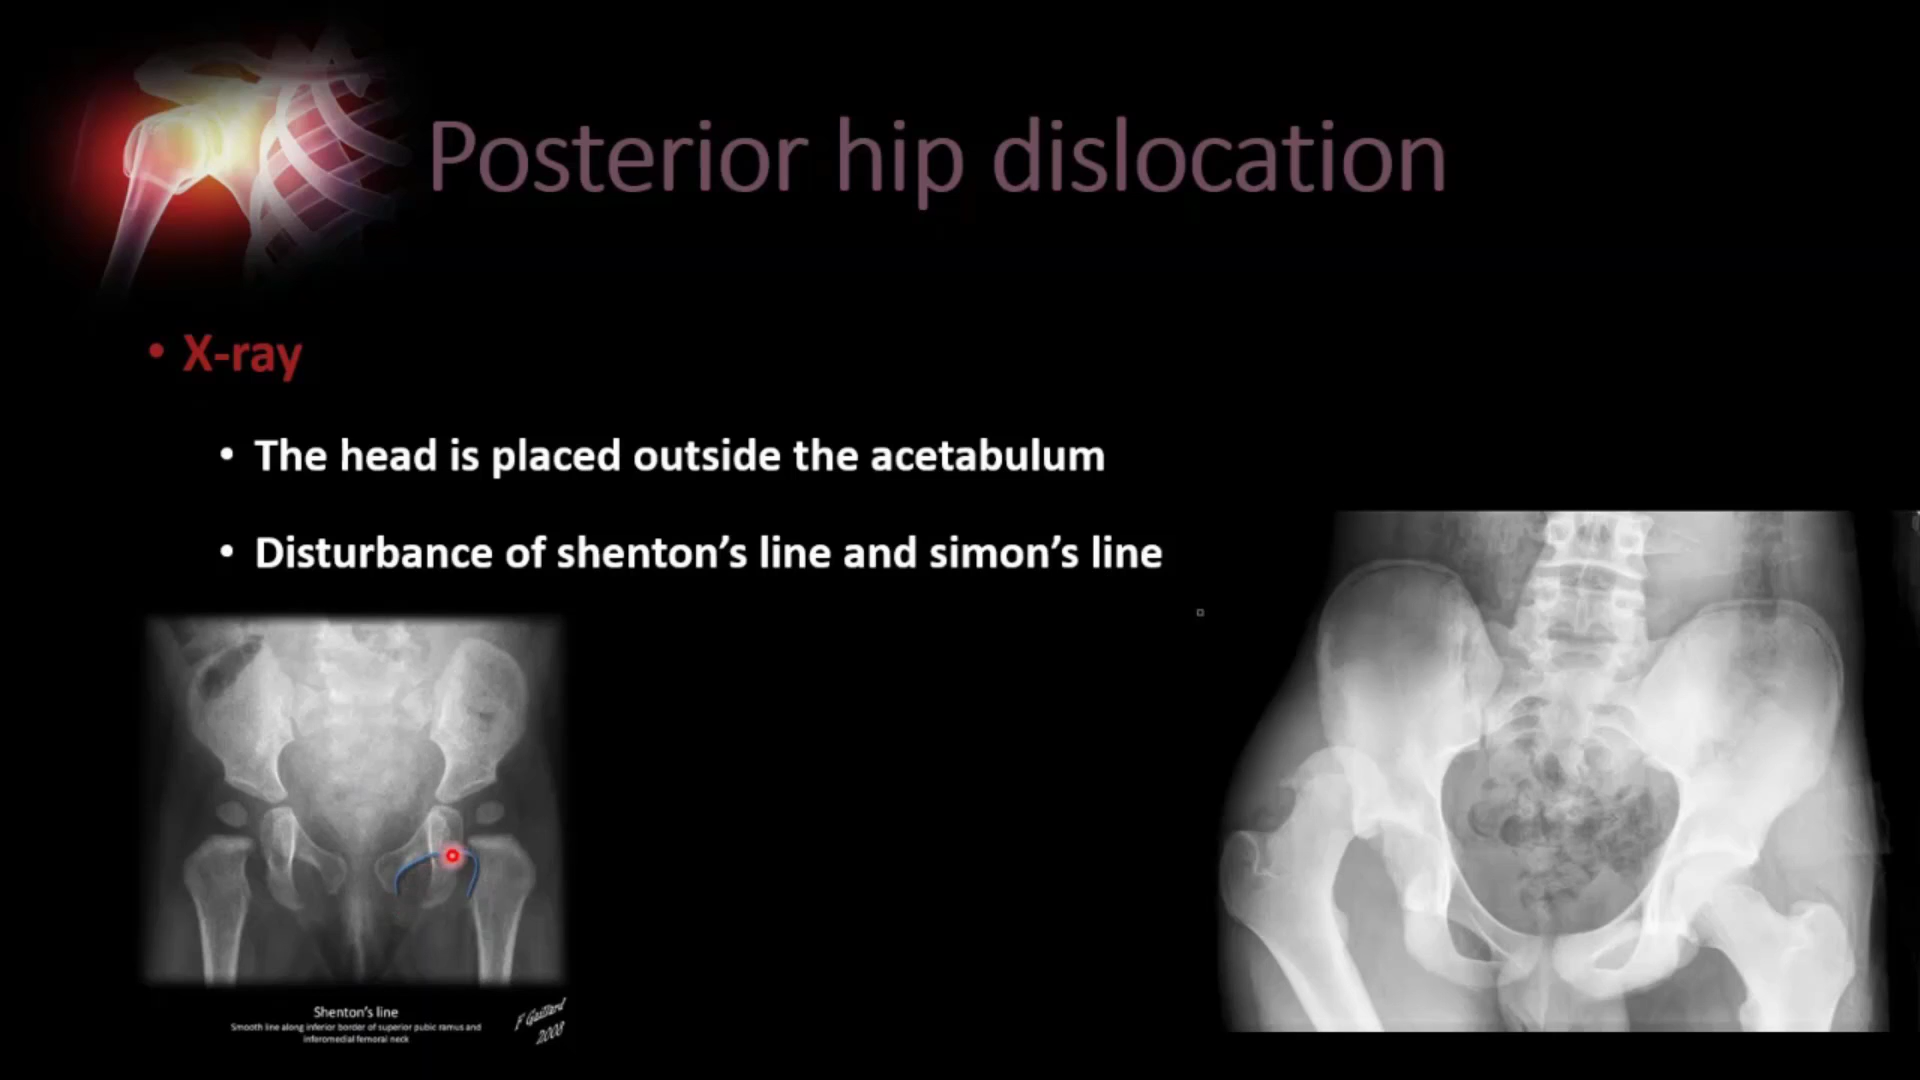 Posterior hip dislocation
• X-ray
• The head is placed outside the acetabulum
• Disturbance of shenton’s line and simon’s line
Shenton’s line
Smooth line along inferior border of superior pubic ramus and
inferomedial femoral neck
F Gaillard
2008